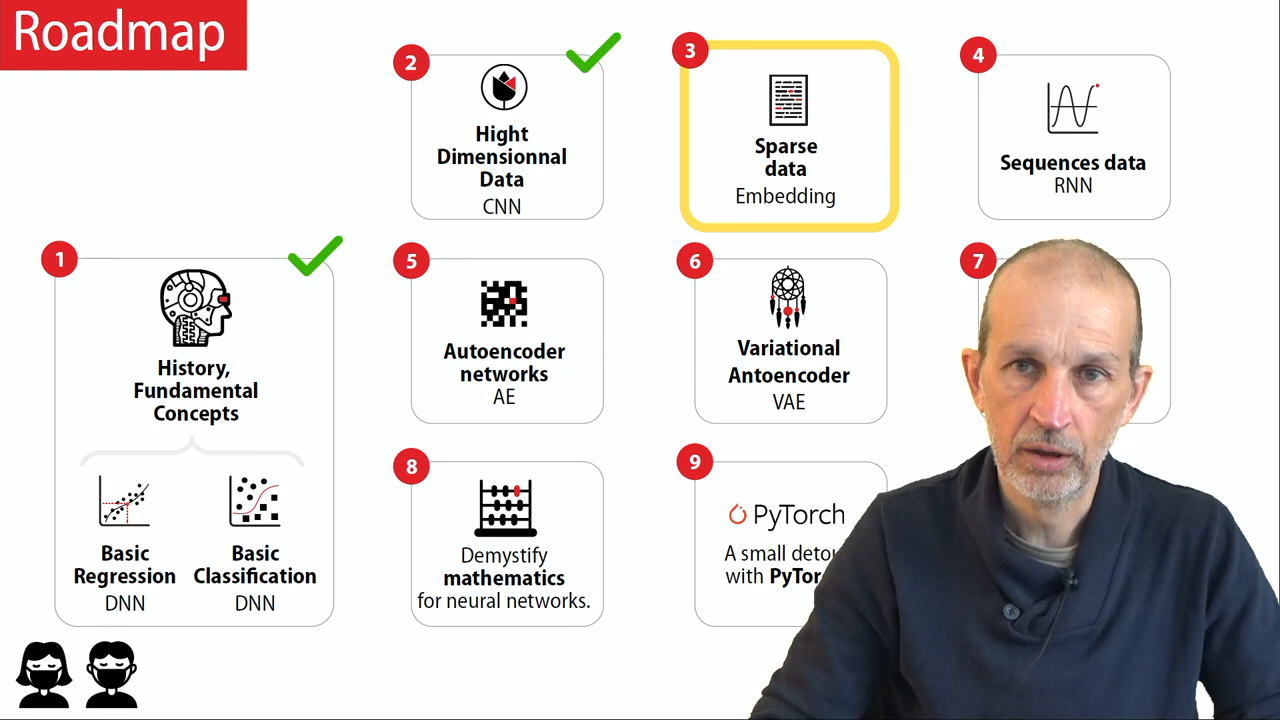 Roadmap
2
Hight
Dimensionnal
Data
CNN
3
Sparse
data
Embedding
4
Sequences data
RNN
1
History,
Fundamental
Concepts
Basic
Regression
DNN
Basic
Classification
DNN
5
Autoencoder
networks
AE
6
Variational
Antoencoder
VAE
7
8
Demystify
mathematics
for neural networks.
9
PyTorch
A small
with